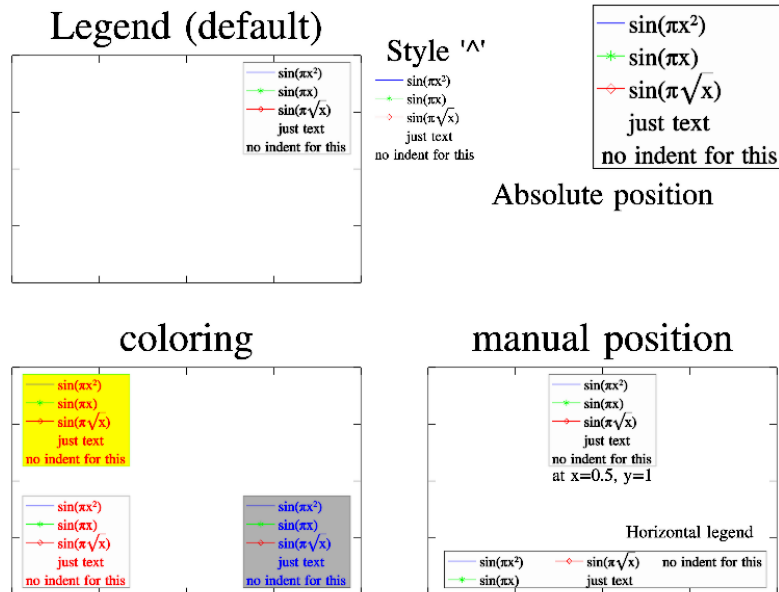 Legend (default)
sin(πx²)
sin(πx)
sin(π√x)
just text
no indent for this
Style '^'
sin(πx²)
sin(πx)
sin(π√x)
just text
no indent for this
sin(πx²)
sin(πx)
sin(π√x)
just text
no indent for this
Absolute position
coloring
sin(πx²)
sin(πx)
sin(π√x)
just text
no indent for this
sin(πx²)
sin(πx)
sin(π√x)
just text
no indent for this
sin(πx²)
sin(πx)
sin(π√x)
just text
no indent for this
manual position
sin(πx²)
sin(πx)
sin(π√x)
just text
no indent for this
at x=0.5, y=1
Horizontal legend
sin(πx²) sin(π√x) no indent for this
sin(πx) just text